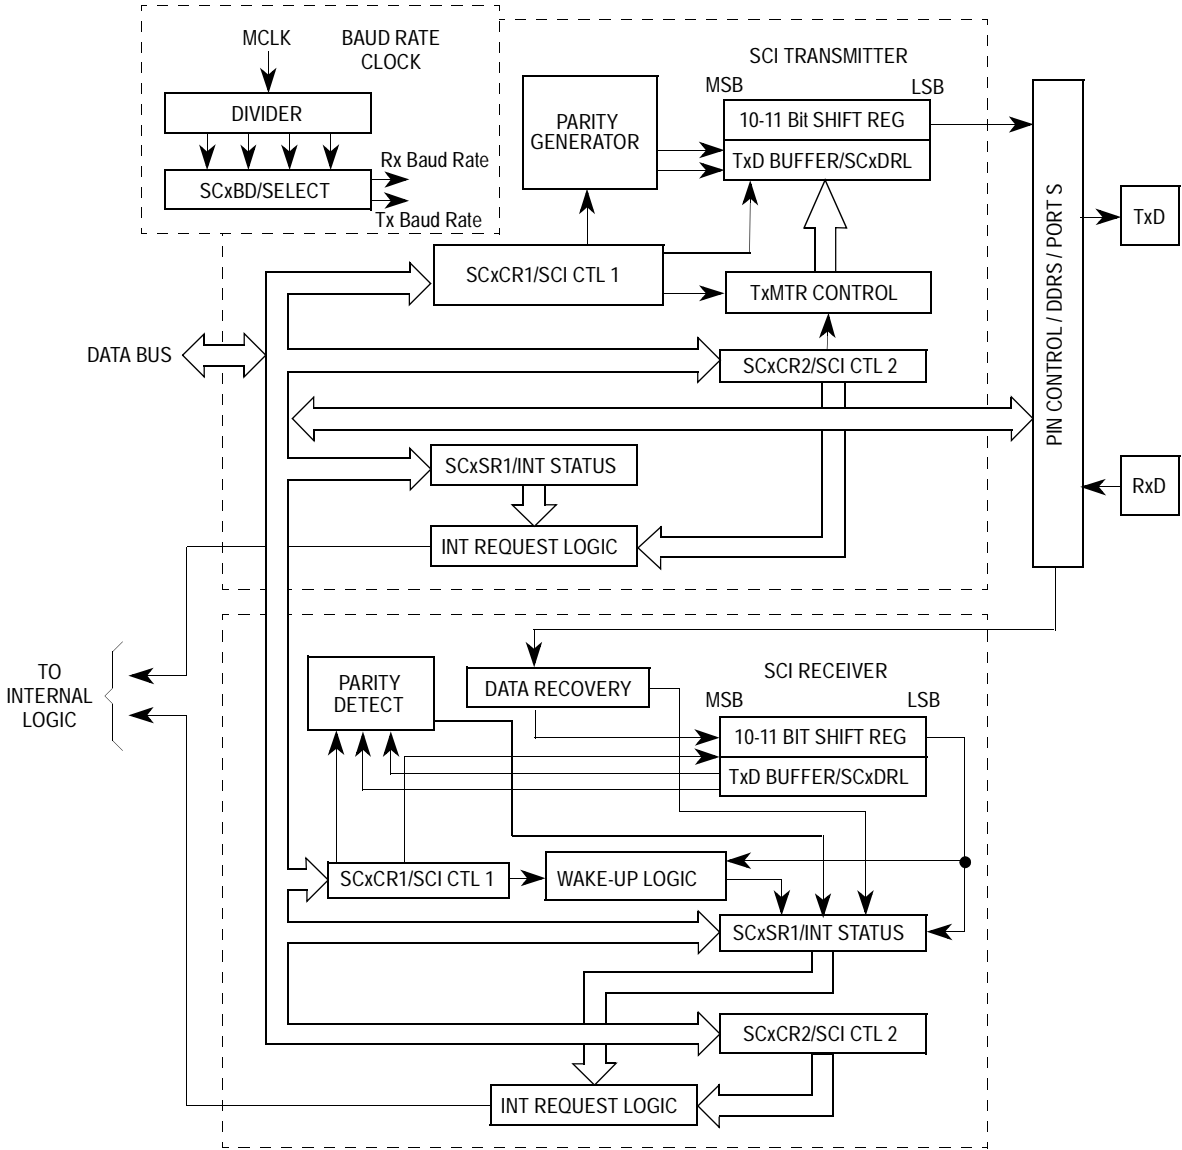 MCLK
BAUD RATE
CLOCK
DIVIDER
SCxBD/SELECT
Rx Baud Rate
Tx Baud Rate
SCI TRANSMITTER
MSB
LSB
PARITY
GENERATOR
10-11 Bit SHIFT REG
TxD BUFFER/SCxDRL
SCxCR1/SCI CTL 1
TxMTR CONTROL
DATA BUS
SCxCR2/SCI CTL 2
SCxSR1/INT STATUS
INT REQUEST LOGIC
PIN CONTROL / DDRS / PORT S
TxD
RxD
TO
INTERNAL
LOGIC
SCI RECEIVER
PARITY
DETECT
DATA RECOVERY
MSB
LSB
10-11 BIT SHIFT REG
TxD BUFFER/SCxDRL
SCxCR1/SCI CTL 1
WAKE-UP LOGIC
SCxSR1/INT STATUS
SCxCR2/SCI CTL 2
INT REQUEST LOGIC